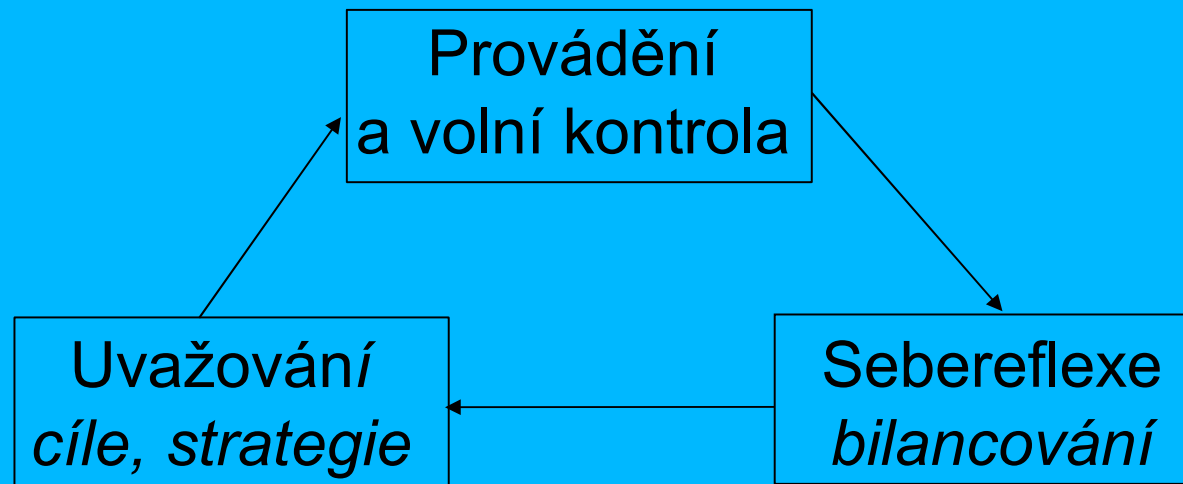 Provádění
a volní kontrola
Uvažování
cíle, strategie
Sebereflexe
bilancování